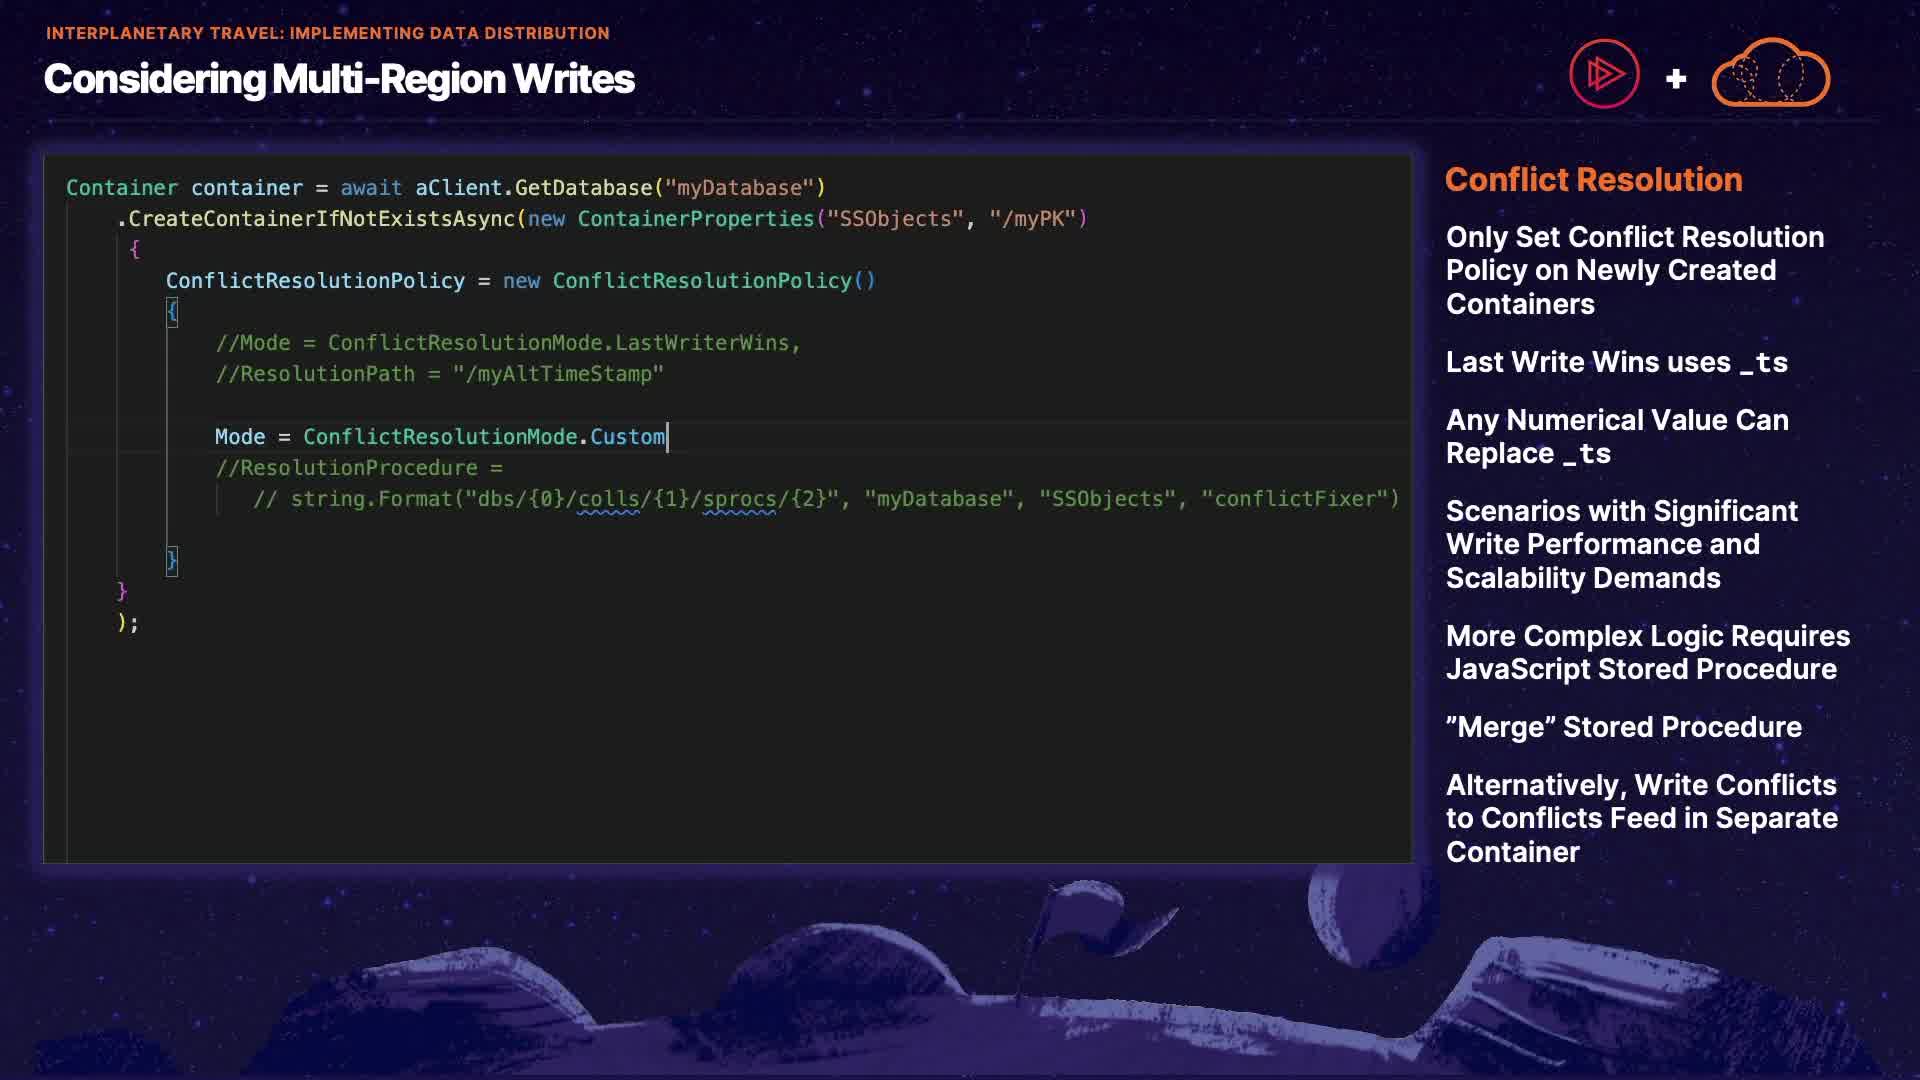 INTERPLANETARY TRAVEL: IMPLEMENTING DATA DISTRIBUTION
Considering Multi-Region Writes
+
Container container = await aClient.GetDatabase("myDatabase")
.CreateContainerIfNotExistsAsync(new ContainerProperties("SSObjects", "/myPK")
{
ConflictResolutionPolicy = new ConflictResolutionPolicy()
{
//Mode = ConflictResolutionMode.LastWriterWins,
//ResolutionPath = "/myAltTimeStamp"
Mode = ConflictResolutionMode.Custom
//ResolutionProcedure =
// string.Format("dbs/{0}/colls/{1}/sprocs/{2}", "myDatabase", "SSObjects", "conflictFixer")
}
}
);
Conflict Resolution
Only Set Conflict Resolution
Policy on Newly Created
Containers
Last Write Wins uses _ts
Any Numerical Value Can
Replace _ts
Scenarios with Significant
Write Performance and
Scalability Demands
More Complex Logic Requires
JavaScript Stored Procedure
”Merge” Stored Procedure
Alternatively, Write Conflicts
to Conflicts Feed in Separate
Container